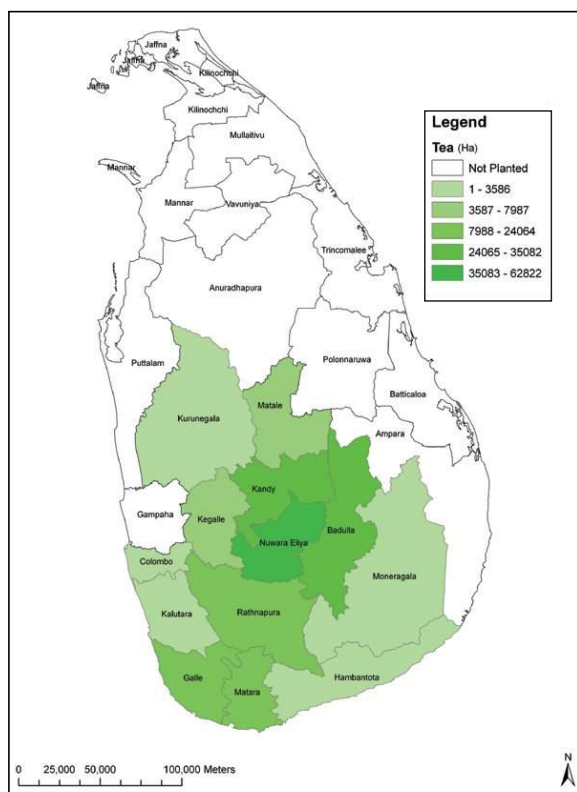 Jaffna
Jaffna
Kilinochchi
Jaffna
Kilinochchi
Mullaitivu
Mannar
Mannar
Vavuniya
Trincomalee
Anuradhapura
Polonnaruwa
Puttalam
Batticaloa
Matale
Kurunegala
Ampara
Kandy
Gampaha
Kegalle
Badulla
Nuwara Eliya
Colombo
Moneragala
Kalutara
Rathnapura
Hambantota
Galle
Matara
Legend
Tea (Ha)
Not Planted
1 - 3586
3587 - 7987
7988 - 24064
24065 - 35082
35083 - 62822
0 25,000 50,000 100,000 Meters
N